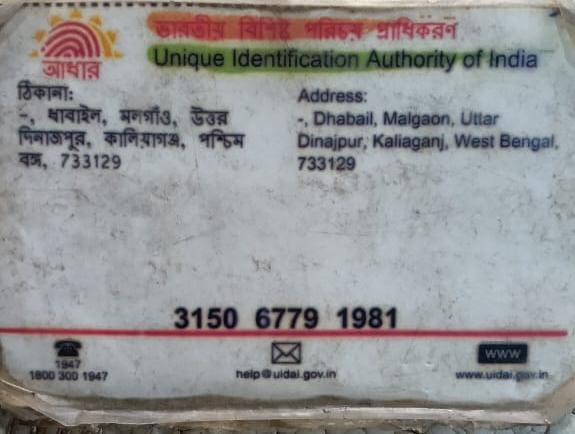 ভারতীয় বিশিষ্ট পরিচয় প্রাধিকরণ
Unique Identification Authority of India
আধার
ঠিকানা:
-, ধাবাইল, মলগাঁও, উত্তর
দিনাজপুর, কালিয়াগঞ্জ, পশ্চিম
বঙ্গ, 733129
Address:
-, Dhabail, Malgaon, Uttar
Dinajpur, Kaliaganj, West Bengal,
733129
3150 6779 1981
1947
1800 300 1947
help@uidai.gov.in
WWW
www.uidai.gov.in